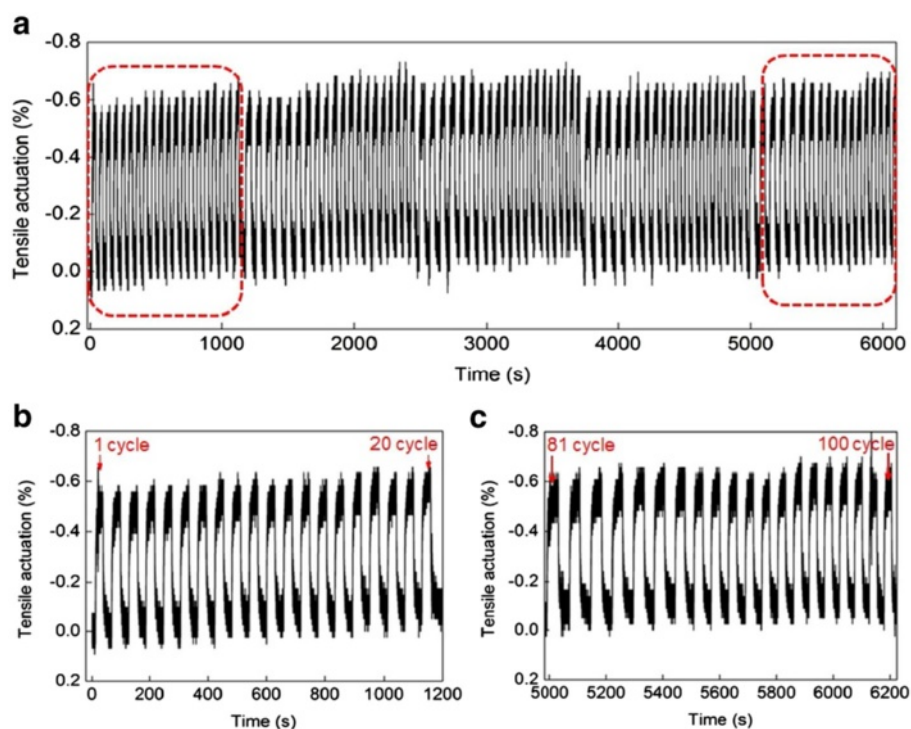 a
-0.8
-0.6
-0.4
-0.2
0.0
0.2
Tensile actuation (%)
0 1000 2000 3000 4000 5000 6000
Time (s)
b
-0.8
-0.6
-0.4
-0.2
0.0
0.2
Tensile actuation (%)
1 cycle 20 cycle
0 200 400 600 800 1000 1200
Time (s)
c
-0.8
-0.6
-0.4
-0.2
0.0
0.2
Tensile actuation (%)
81 cycle 100 cycle
5000 5200 5400 5600 5800 6000 6200
Time (s)